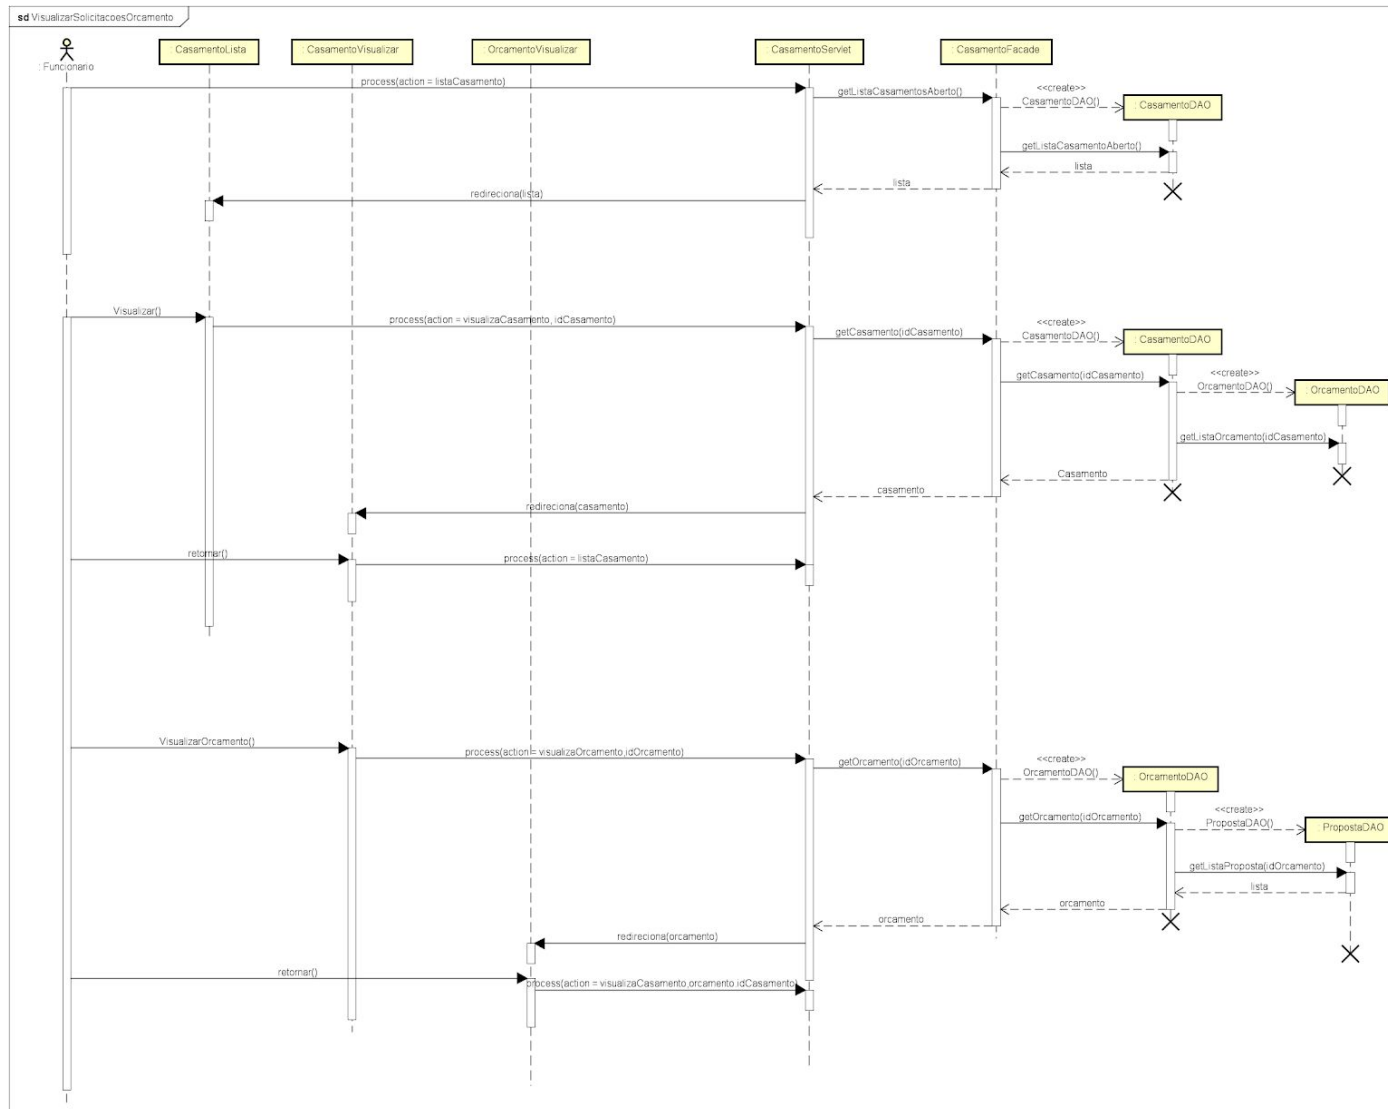 sd VisualizarSolicitacoesOrcamento
: Funcionario
: CasamentoLista
: CasamentoVisualizar
: OrcamentoVisualizar
: CasamentoServlet
: CasamentoFacade
process(action = listaCasamento)
getListaCasamentosAberto()
<<create>>
CasamentoDAO()
: CasamentoDAO
getListaCasamentoAberto()
lista
lista
redireciona(lista)
Visualizar()
process(action = visualizaCasamento, idCasamento)
getCasamento(idCasamento)
<<create>>
CasamentoDAO()
: CasamentoDAO
getCasamento(idCasamento)
<<create>>
OrcamentoDAO()
: OrcamentoDAO
getListaOrcamento(idCasamento)
Casamento
casamento
redireciona(casamento)
retornar()
process(action = listaCasamento)
VisualizarOrcamento()
process(action = visualizaOrcamento,idOrcamento)
getOrcamento(idOrcamento)
<<create>>
OrcamentoDAO()
: OrcamentoDAO
getOrcamento(idOrcamento)
<<create>>
PropostaDAO()
: PropostaDAO
getListaProposta(idOrcamento)
lista
orcamento
orcamento
redireciona(orcamento)
retornar()
process(action = visualizaCasamento,orcamento.idCasamento)